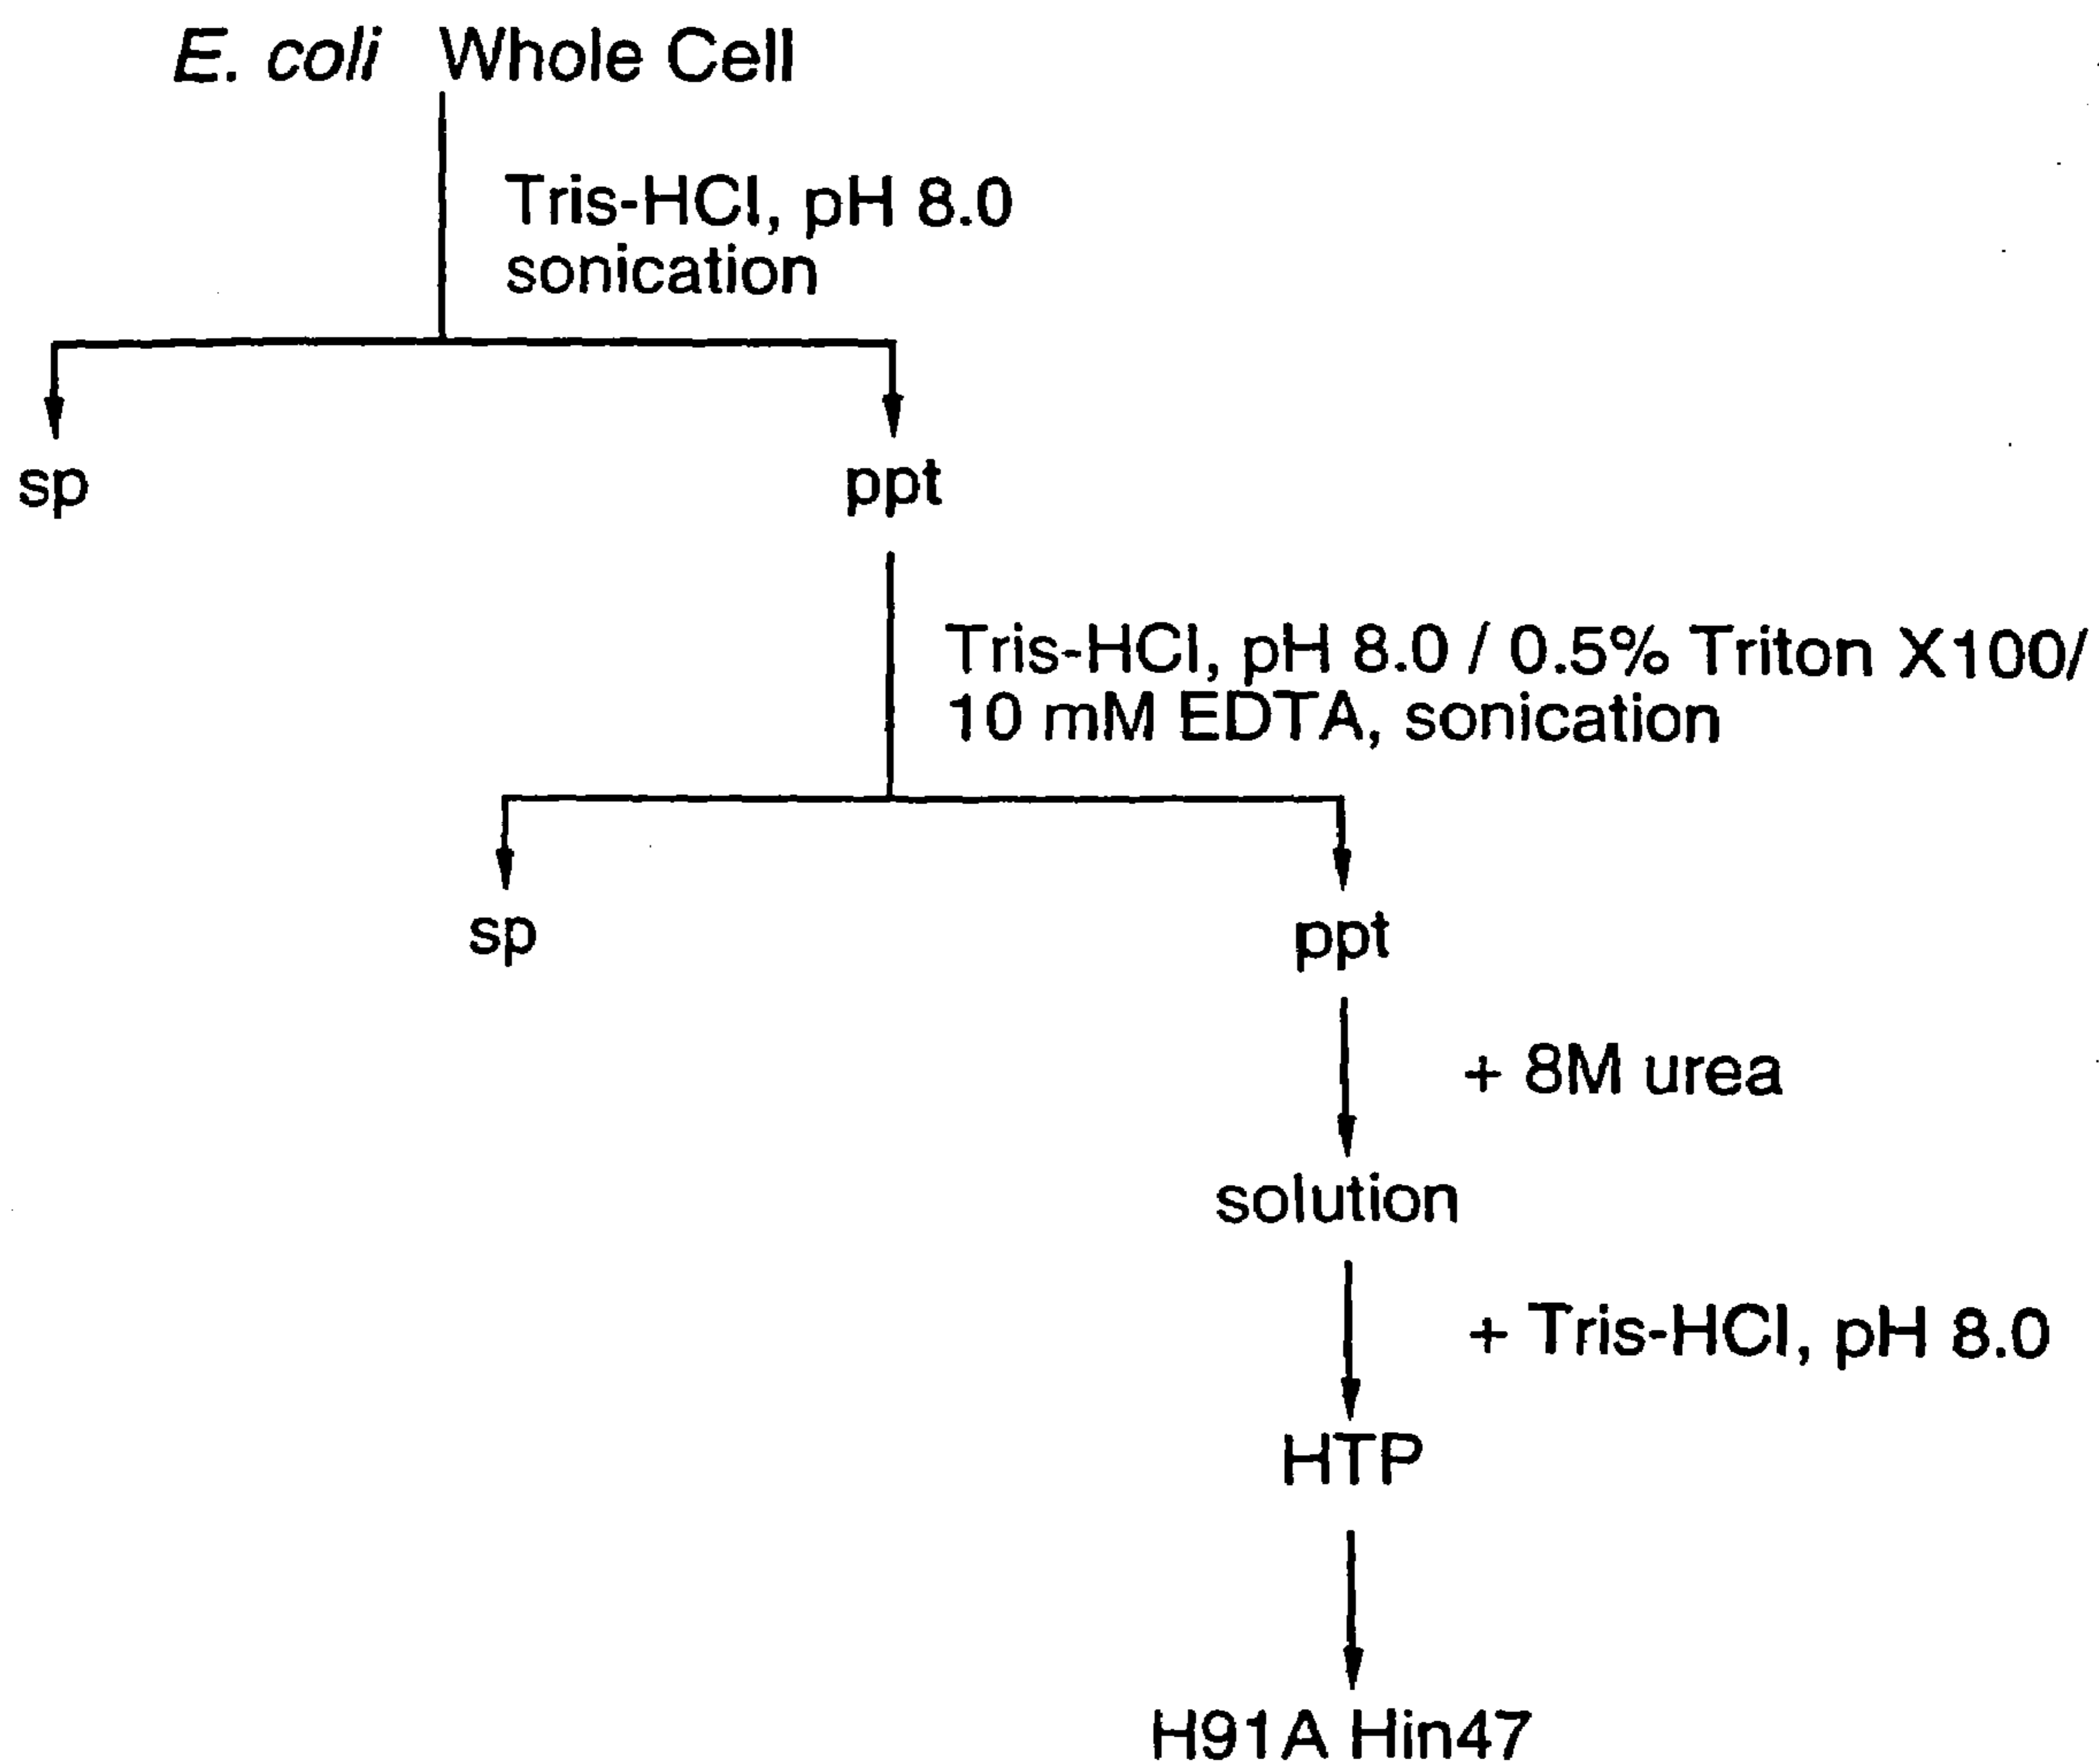 E. coli Whole Cell
Tris-HCl, pH 8.0
sonication
sp
ppt
Tris-HCl, pH 8.0 / 0.5% Triton X100/
10 mM EDTA, sonication
sp
ppt
+ 8M urea
solution
+ Tris-HCl, pH 8.0
HTP
H91A Hin47